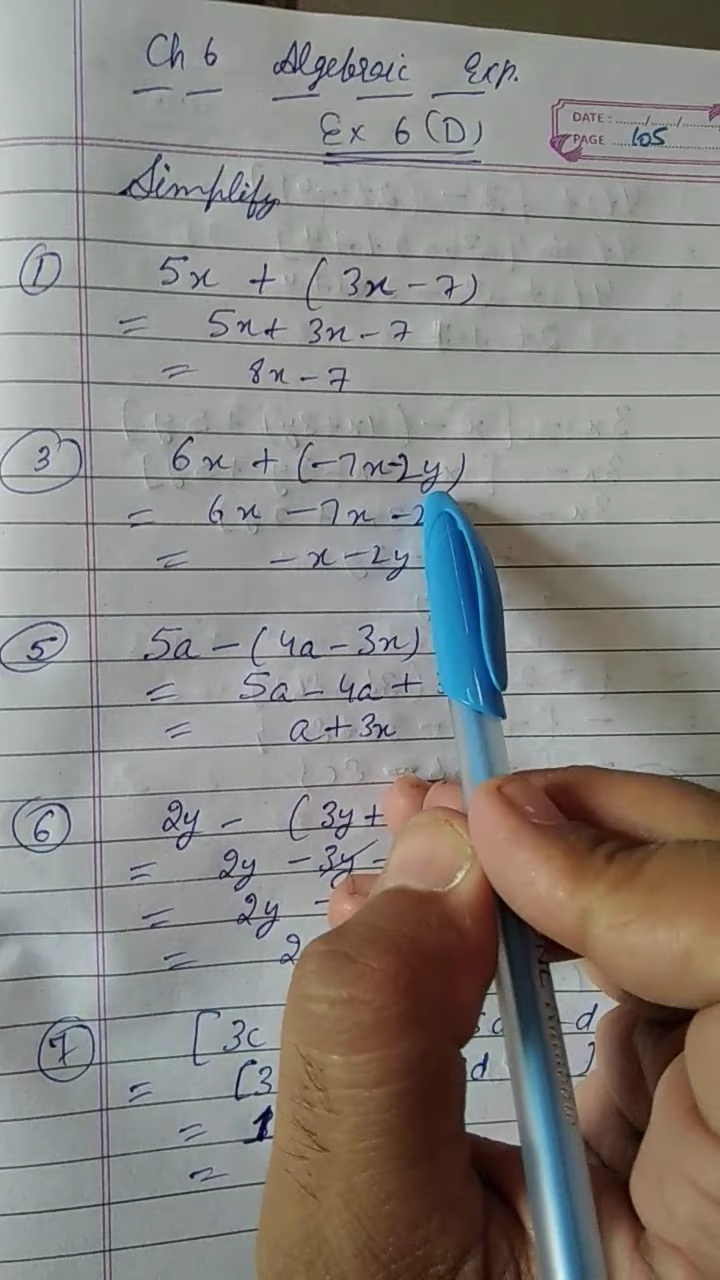 Ch 6 Algebraic Exp.
Ex 6 (D)
DATE : ....../....../......
PAGE ....105......
Simplify
① 5x + (3x - 7)
= 5x + 3x - 7
= 8x - 7
③ 6x + (-7x-2y)
= 6x - 7x - 2
= -x - 2y
⑤ 5a - (4a - 3x)
= 5a - 4a +
= a + 3x
⑥ 2y - (3y +
= 2y - 3y -
= 2y -
= 2
⑦ [3c - d
= [3 d ]
= 1
=